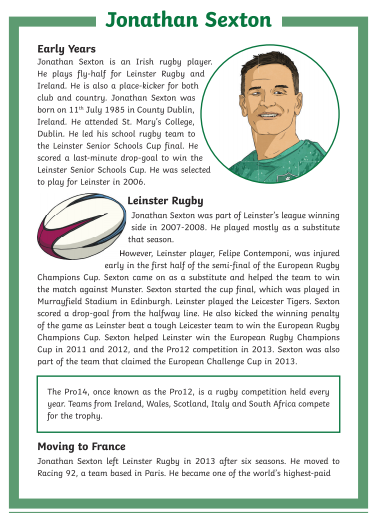 Jonathan Sexton
Early Years
Jonathan Sexton is an Irish rugby player.
He plays fly-half for Leinster Rugby and
Ireland. He is also a place-kicker for both
club and country. Jonathan Sexton was
born on 11th July 1985 in County Dublin,
Ireland. He attended St. Mary's College,
Dublin. He led his school rugby team to
the Leinster Senior Schools Cup final. He
scored a last-minute drop-goal to win the
Leinster Senior Schools Cup. He was selected
to play for Leinster in 2006.
Leinster Rugby
Jonathan Sexton was part of Leinster's league winning
side in 2007-2008. He played mostly as a substitute
that season.
However, Leinster player, Felipe Contemponi, was injured
early in the first half of the semi-final of the European Rugby
Champions Cup. Sexton came on as a substitute and helped the team to win
the match against Munster. Sexton started the cup final, which was played in
Murrayfield Stadium in Edinburgh. Leinster played the Leicester Tigers. Sexton
scored a drop-goal from the halfway line. He also kicked the winning penalty
of the game as Leinster beat a tough Leicester team to win the European Rugby
Champions Cup. Sexton helped Leinster win the European Rugby Champions
Cup in 2011 and 2012, and the Pro12 competition in 2013. Sexton was also
part of the team that claimed the European Challenge Cup in 2013.
The Pro14, once known as the Pro12, is a rugby competition held every
year. Teams from Ireland, Wales, Scotland, Italy and South Africa compete
for the trophy.
Moving to France
Jonathan Sexton left Leinster Rugby in 2013 after six seasons. He moved to
Racing 92, a team based in Paris. He became one of the world's highest-paid